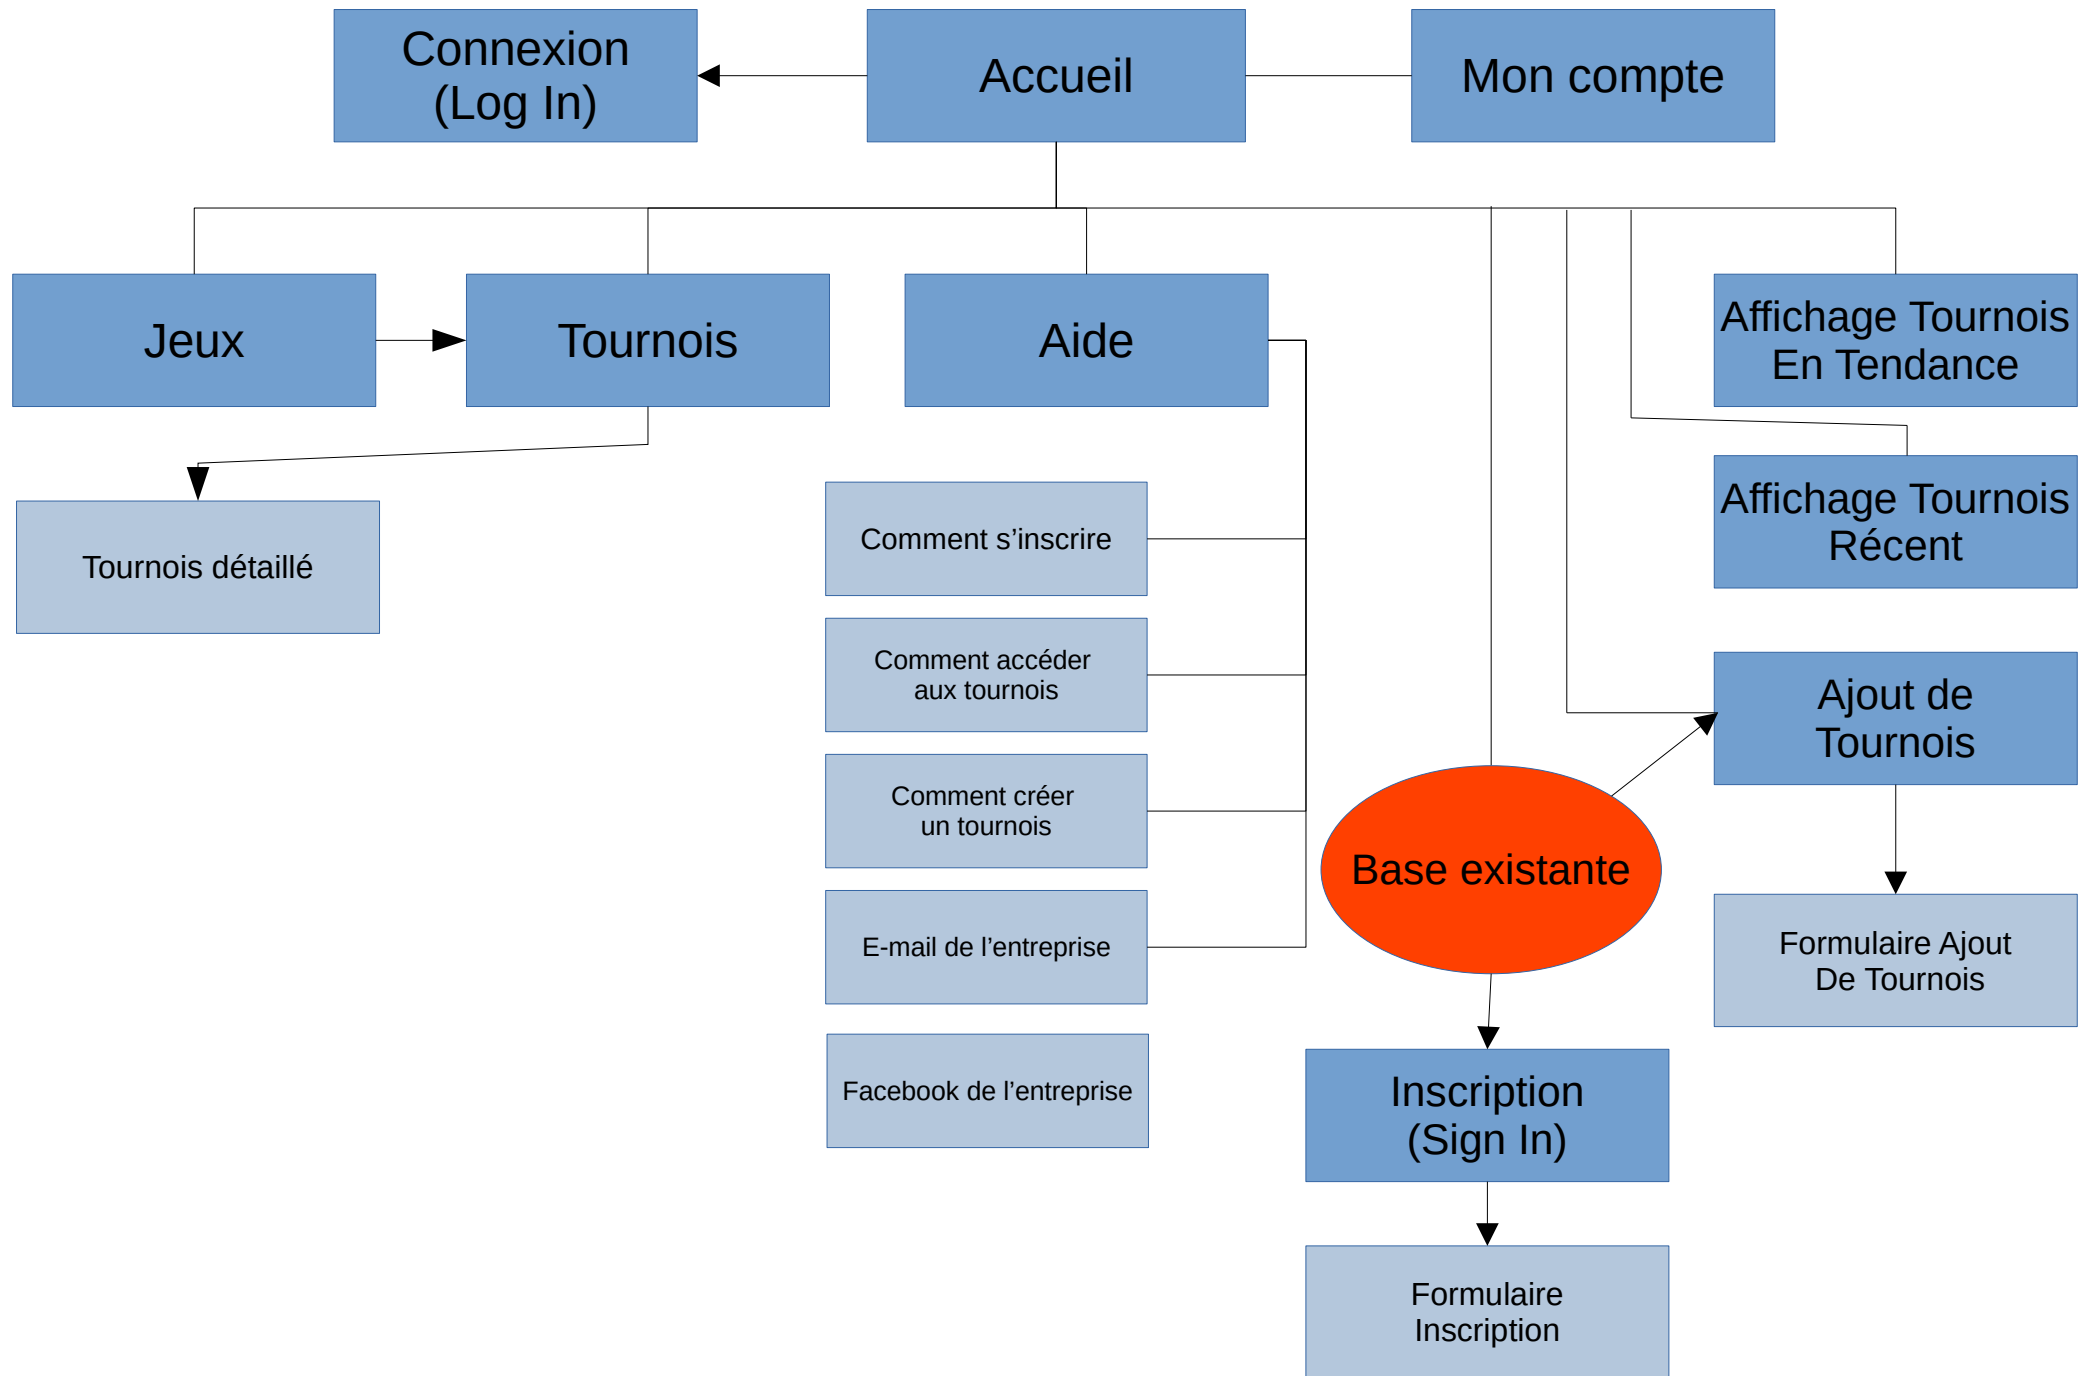 Connexion
(Log In)
Accueil
Mon compte
Jeux
Tournois
Aide
Affichage Tournois
En Tendance
Affichage Tournois
Récent
Tournois détaillé
Comment s’inscrire
Comment accéder
aux tournois
Comment créer
un tournois
E-mail de l’entreprise
Facebook de l’entreprise
Base existante
Ajout de
Tournois
Formulaire Ajout
De Tournois
Inscription
(Sign In)
Formulaire
Inscription